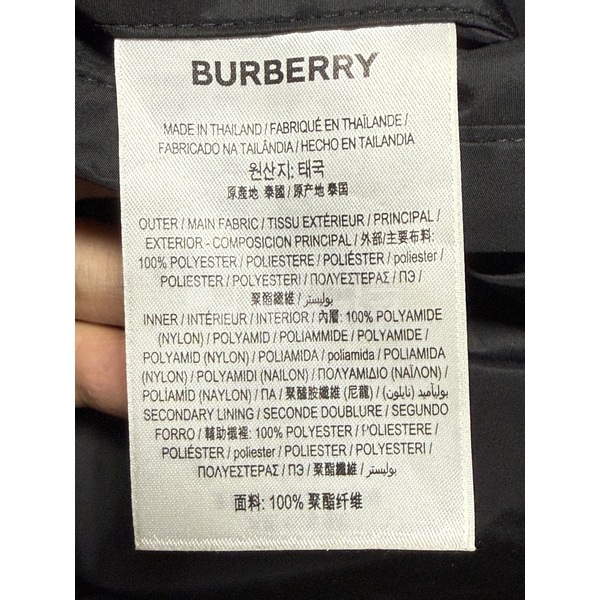 BURBERRY
MADE IN THAILAND / FABRIQUÉ EN THAÏLANDE /
FABRICADO NA TAILÂNDIA / HECHO EN TAILANDIA
원산지; 태국
原產地 泰國 / 原产地 泰国
OUTER / MAIN FABRIC / TISSU EXTÉRIEUR / PRINCIPAL /
EXTERIOR - COMPOSICION PRINCIPAL / 外部/主要布料:
100% POLYESTER / POLIESTERE / POLIÉSTER / poliester /
POLIESTER / POLYESTERI / ΠΟΛΥΕΣΤΕΡΑΣ / ПЭ /
聚酯纖維 / بوليستر /
INNER / INTÉRIEUR / INTERIOR / 內層: 100% POLYAMIDE
(NYLON) / POLYAMID / POLIAMMIDE / POLYAMIDE /
POLYAMID (NYLON) / POLIAMIDA / poliamida / POLIAMIDA
(NYLON) / POLYAMIDI (NAILON) / ΠΟΛΥΑΜΙΔΙΟ (ΝΑΪΛΟΝ) /
POLİAMİD (NAYLON) / ПА / 聚醯胺纖維 (尼龍) / بولياميد (نايلون) /
SECONDARY LINING / SECONDE DOUBLURE / SEGUNDO
FORRO / 輔助襯裡: 100% POLYESTER / POLIESTERE /
POLIÉSTER / poliester / POLIESTER / POLYESTERI /
ΠΟΛΥΕΣΤΕΡΑΣ / ПЭ / 聚酯纖維 / بوليستر
面料: 100% 聚酯纤维